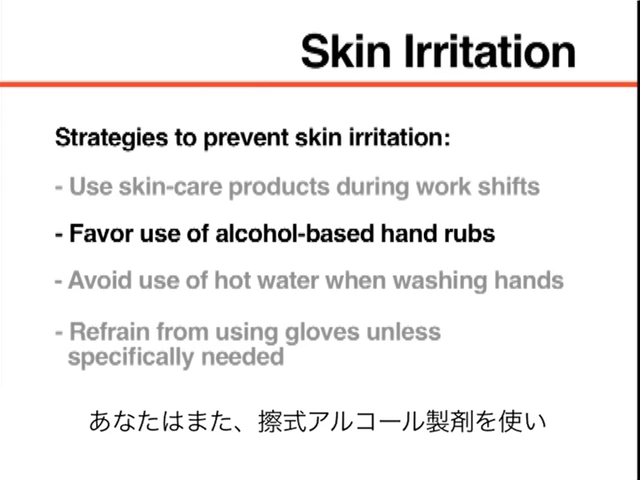 Skin Irritation
Strategies to prevent skin irritation:
- Use skin-care products during work shifts
- Favor use of alcohol-based hand rubs
- Avoid use of hot water when washing hands
- Refrain from using gloves unless
specifically needed
あなたはまた、擦式アルコール製剤を使い